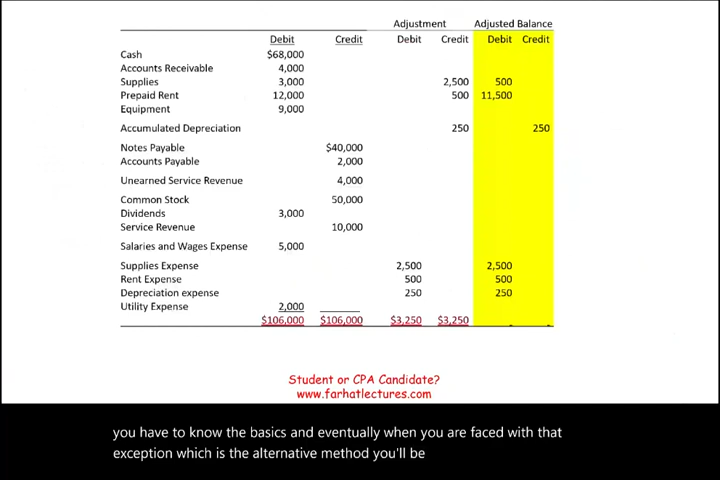 Adjustment Adjusted Balance
Debit Credit Debit Credit Debit Credit
Cash $68,000
Accounts Receivable 4,000
Supplies 3,000 2,500 500
Prepaid Rent 12,000 500 11,500
Equipment 9,000
Accumulated Depreciation 250 250
Notes Payable $40,000
Accounts Payable 2,000
Unearned Service Revenue 4,000
Common Stock 50,000
Dividends 3,000
Service Revenue 10,000
Salaries and Wages Expense 5,000
Supplies Expense 2,500 2,500
Rent Expense 500 500
Depreciation expense 250 250
Utility Expense 2,000
$106,000 $106,000 $3,250 $3,250 - -
Student or CPA Candidate?
www.farhatlectures.com
you have to know the basics and eventually when you are faced with that
exception which is the alternative method you'll be